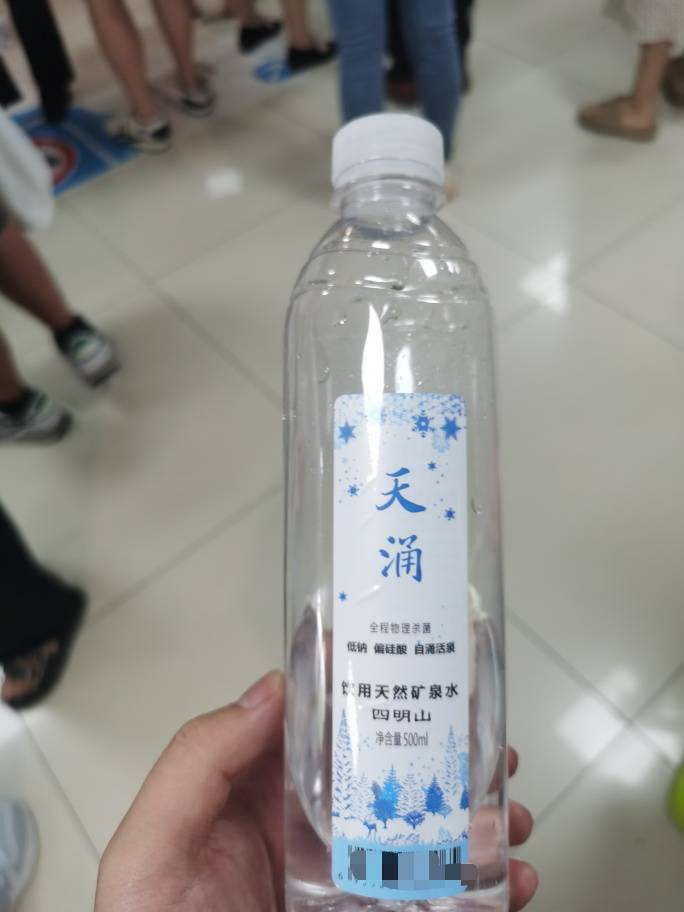 天
涌
全程物理杀菌
低钠 偏硅酸 自涌活泉
饮用天然矿泉水
四明山
净含量500ml
6